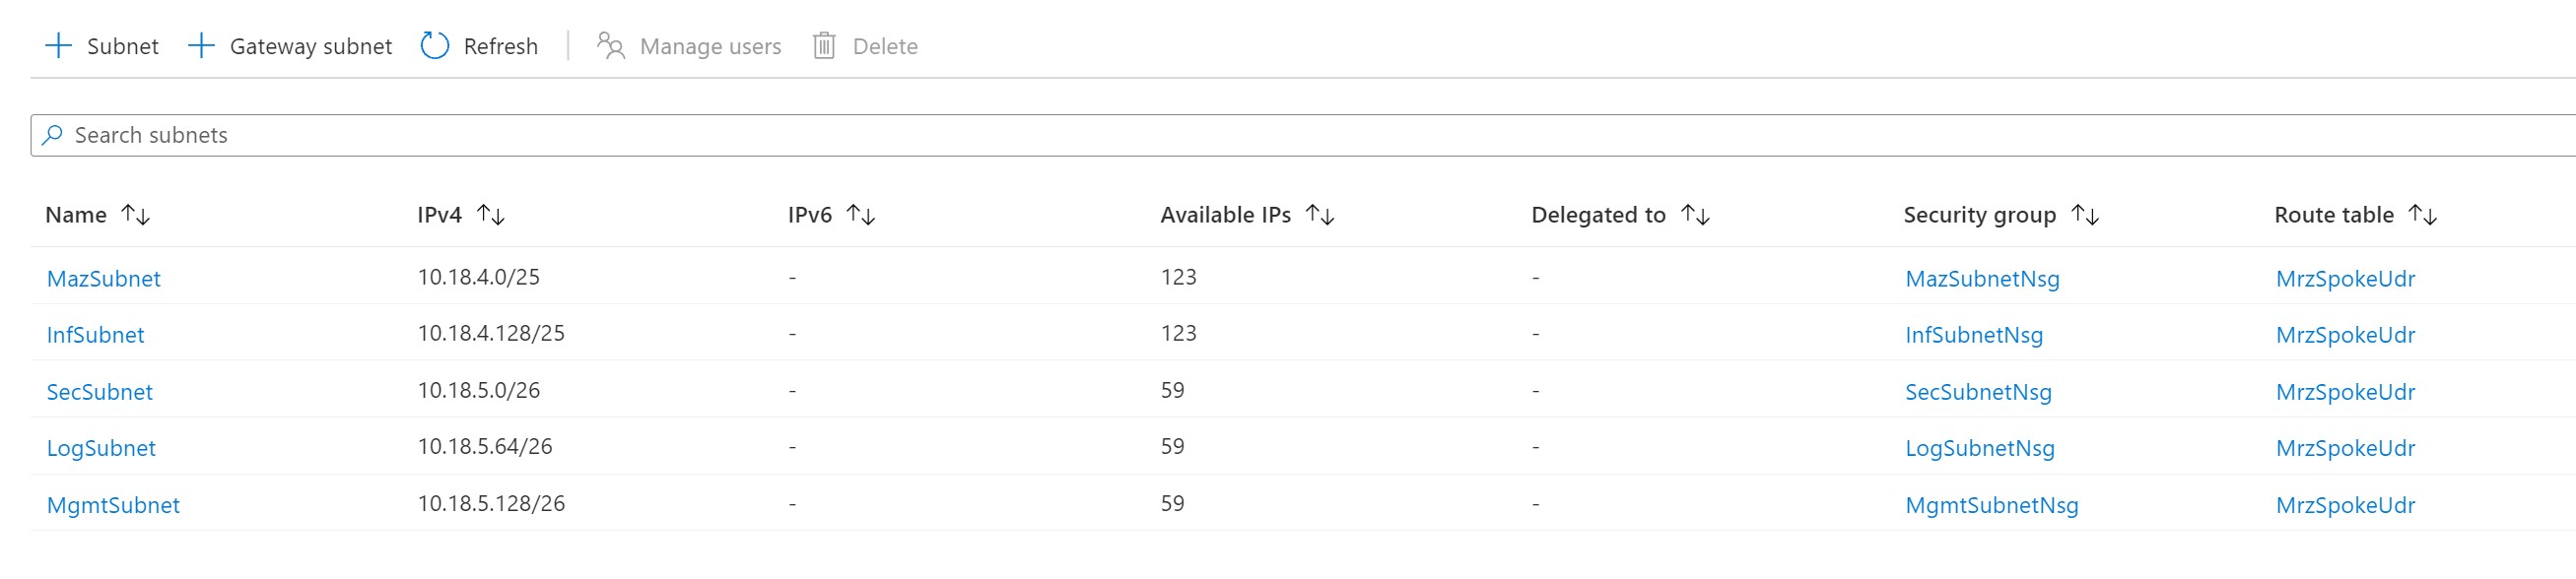 Subnet Gateway subnet Refresh Manage users Delete
Search subnets
Name IPv4 IPv6 Available IPs Delegated to Security group Route table
MazSubnet 10.18.4.0/25 - 123 - MazSubnetNsg MrzSpokeUdr
InfSubnet 10.18.4.128/25 - 123 - InfSubnetNsg MrzSpokeUdr
SecSubnet 10.18.5.0/26 - 59 - SecSubnetNsg MrzSpokeUdr
LogSubnet 10.18.5.64/26 - 59 - LogSubnetNsg MrzSpokeUdr
MgmtSubnet 10.18.5.128/26 - 59 - MgmtSubnetNsg MrzSpokeUdr